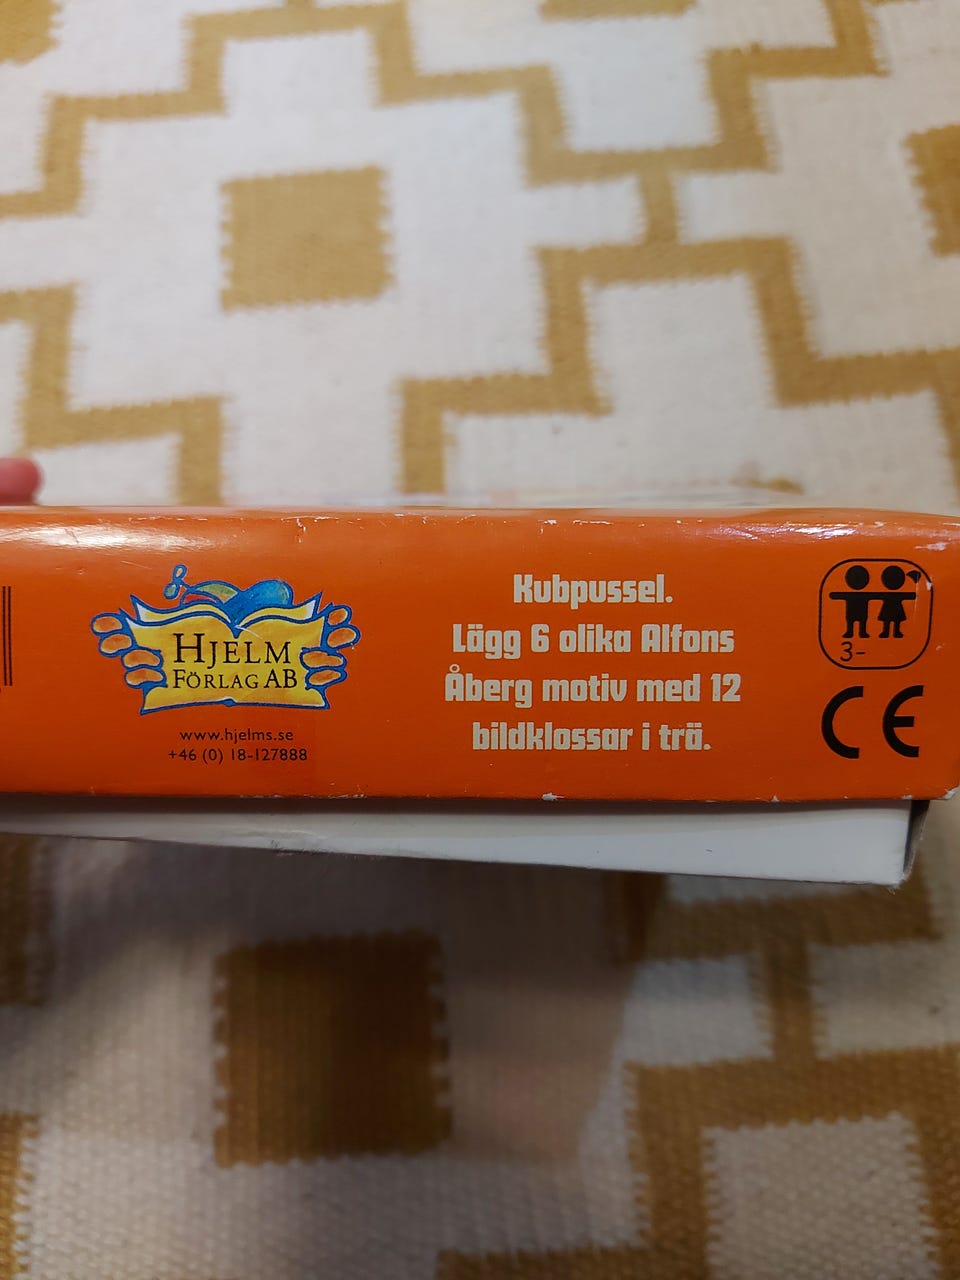 HJELM
FÖRLAG AB
www.hjelms.se
+46 (0) 18-127888
Kubpussel.
Lägg 6 olika Alfons
Åberg motiv med 12
bildklossar i trä.
3-
CE